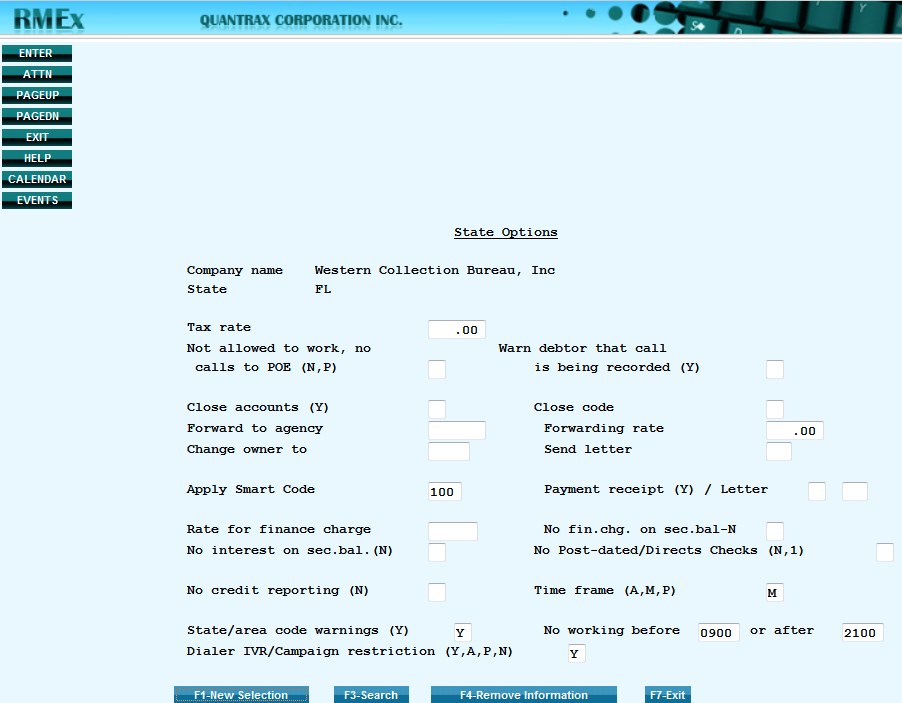 RMEx QUANTRAX CORPORATION INC. S Y D
ENTER
ATTN
PAGEUP
PAGEDN
EXIT
HELP
CALENDAR
EVENTS
State Options
Company name Western Collection Bureau, Inc
State FL
Tax rate .00
Not allowed to work, no Warn debtor that call
calls to POE (N,P) is being recorded (Y)
Close accounts (Y) Close code
Forward to agency Forwarding rate .00
Change owner to Send letter
Apply Smart Code 100 Payment receipt (Y) / Letter
Rate for finance charge No fin.chg. on sec.bal-N
No interest on sec.bal.(N) No Post-dated/Directs Checks (N,1)
No credit reporting (N) Time frame (A,M,P) M
State/area code warnings (Y) Y No working before 0900 or after 2100
Dialer IVR/Campaign restriction (Y,A,P,N) Y
F1-New Selection F3-Search F4-Remove Information F7-Exit